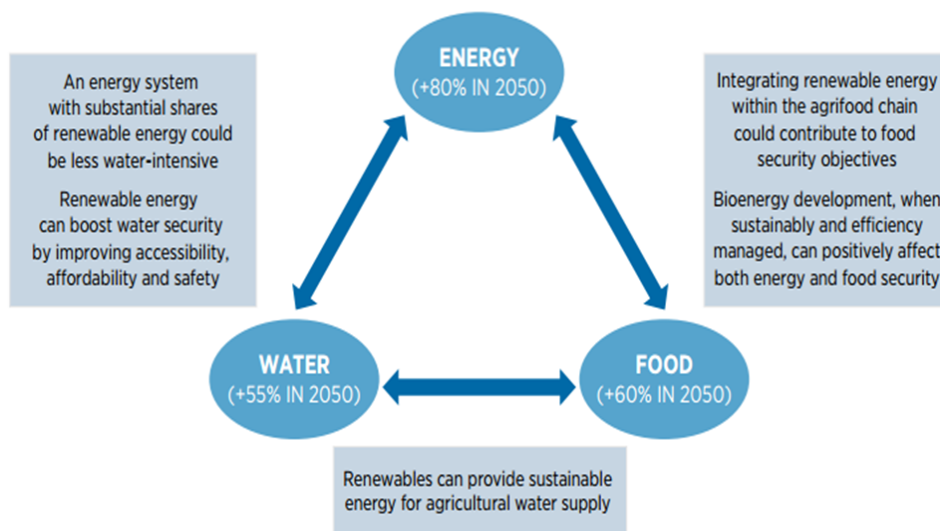 ENERGY
(+80% IN 2050)
An energy system
with substantial shares
of renewable energy could
be less water-intensive
Renewable energy
can boost water security
by improving accessibility,
affordability and safety
Integrating renewable energy
within the agrifood chain
could contribute to food
security objectives
Bioenergy development, when
sustainably and efficiency
managed, can positively affect
both energy and food security
WATER
(+55% IN 2050)
FOOD
(+60% IN 2050)
Renewables can provide sustainable
energy for agricultural water supply